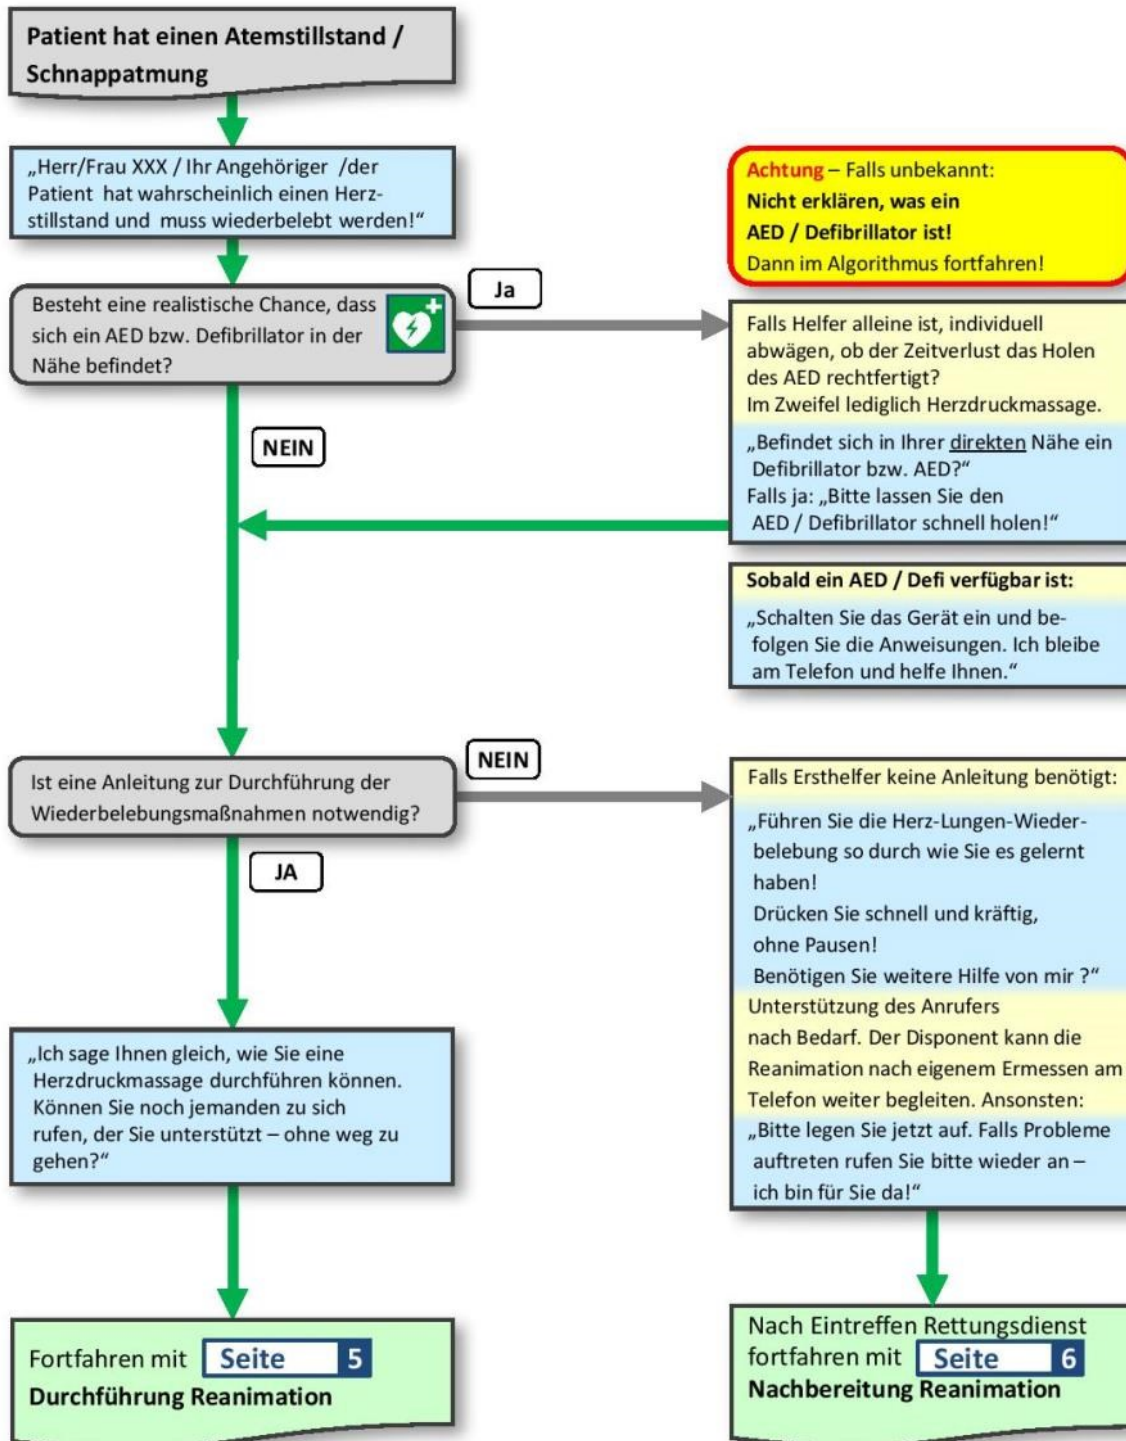 Patient hat einen Atemstillstand /
Schnappatmung
„Herr/Frau XXX / Ihr Angehöriger /der
Patient hat wahrscheinlich einen Herz-
stillstand und muss wiederbelebt werden!“
Achtung – Falls unbekannt:
Nicht erklären, was ein
AED / Defibrillator ist!
Dann im Algorithmus fortfahren!
Besteht eine realistische Chance, dass
sich ein AED bzw. Defibrillator in der
Nähe befindet?
Ja
Falls Helfer alleine ist, individuell
abwägen, ob der Zeitverlust das Holen
des AED rechtfertigt?
Im Zweifel lediglich Herzdruckmassage.
„Befindet sich in Ihrer direkten Nähe ein
Defibrillator bzw. AED?“
Falls ja: „Bitte lassen Sie den
AED / Defibrillator schnell holen!“
NEIN
Sobald ein AED / Defi verfügbar ist:
„Schalten Sie das Gerät ein und be-
folgen Sie die Anweisungen. Ich bleibe
am Telefon und helfe Ihnen.“
Ist eine Anleitung zur Durchführung der
Wiederbelebungsmaßnahmen notwendig?
NEIN
Falls Ersthelfer keine Anleitung benötigt:
„Führen Sie die Herz-Lungen-Wieder-
belebung so durch wie Sie es gelernt
haben!
Drücken Sie schnell und kräftig,
ohne Pausen!
Benötigen Sie weitere Hilfe von mir ?“
Unterstützung des Anrufers
nach Bedarf. Der Disponent kann die
Reanimation nach eigenem Ermessen am
Telefon weiter begleiten. Ansonsten:
„Bitte legen Sie jetzt auf. Falls Probleme
auftreten rufen Sie bitte wieder an –
ich bin für Sie da!“
JA
„Ich sage Ihnen gleich, wie Sie eine
Herzdruckmassage durchführen können.
Können Sie noch jemanden zu sich
rufen, der Sie unterstützt – ohne weg zu
gehen?“
Fortfahren mit Seite 5
Durchführung Reanimation
Nach Eintreffen Rettungsdienst
fortfahren mit Seite 6
Nachbereitung Reanimation